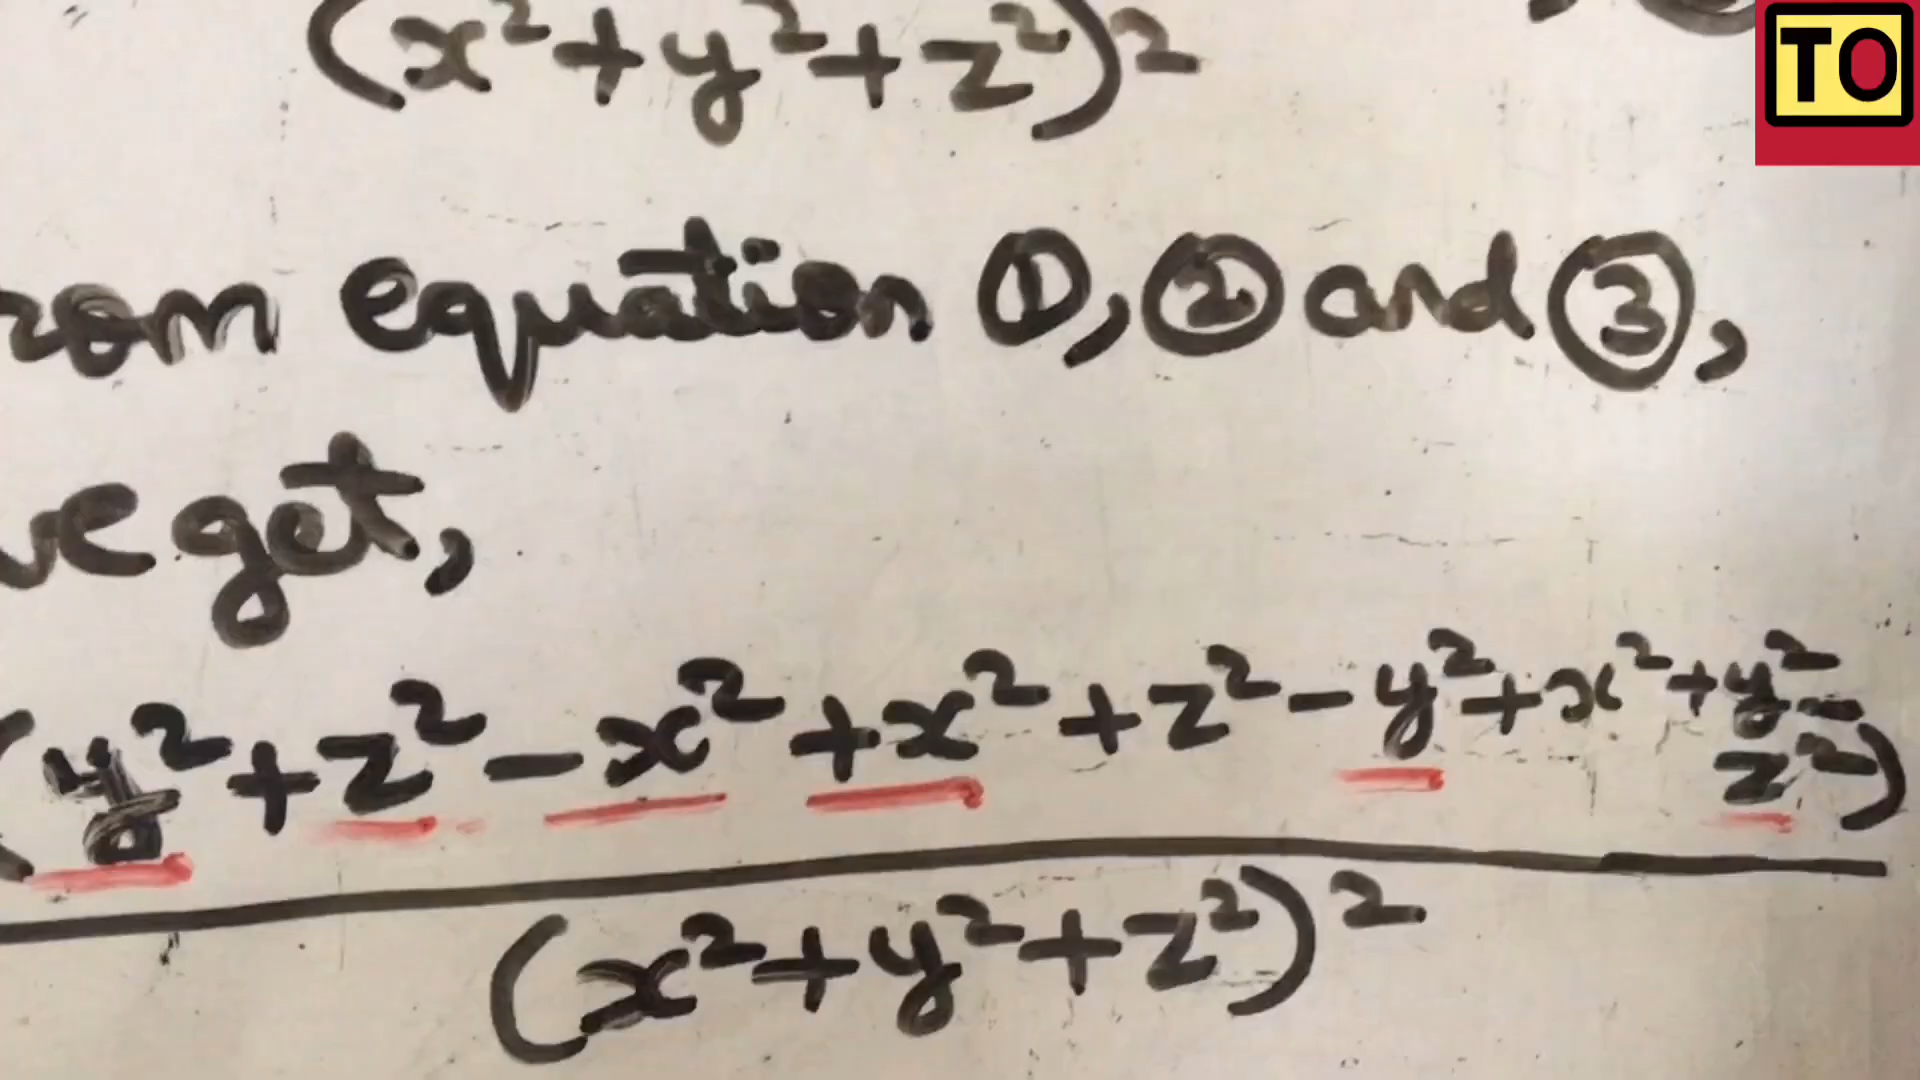 (x²+y²+z²)²
TO
rom equation ①,② and ③,
we get,
(y²+z²-x²+x²+z²-y²+x²+y²-
z²)
(x²+y²+z²)²